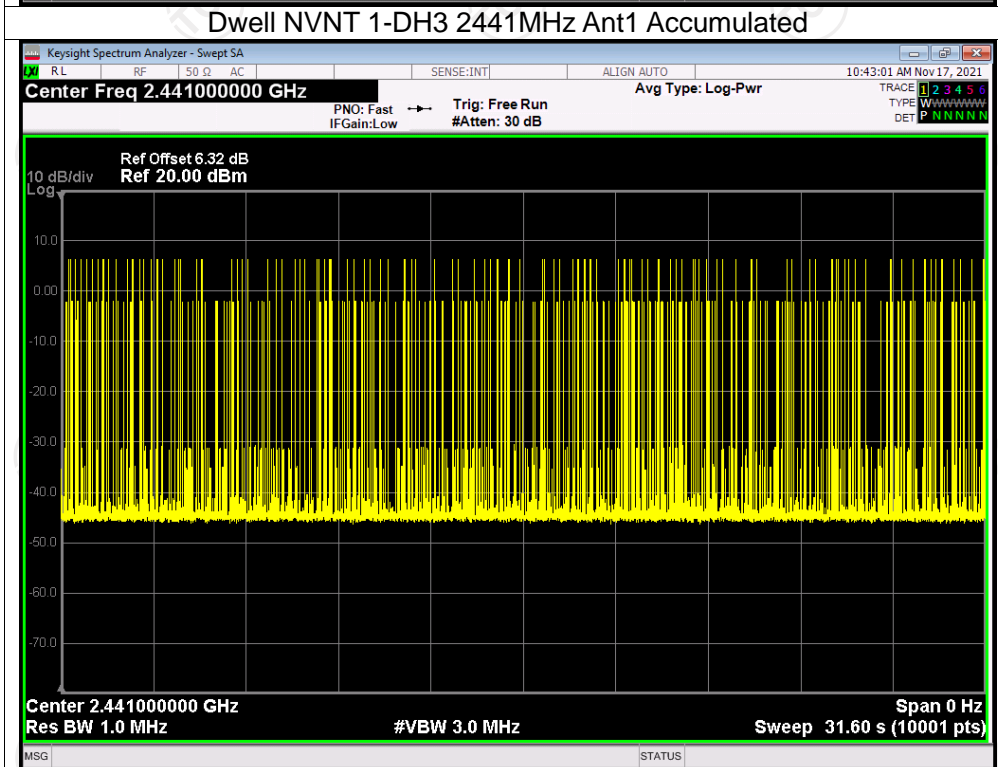 Dwell NVNT 1-DH3 2441MHz Ant1 Accumulated
Keysight Spectrum Analyzer - Swept SA
LXI RL RF 50 Ω AC SENSE:INT ALIGN AUTO 10:43:01 AM Nov 17, 2021
Center Freq 2.441000000 GHz Avg Type: Log-Pwr TRACE 1 2 3 4 5 6
PNO: Fast Trig: Free Run TYPE WWWWWW
IFGain:Low #Atten: 30 dB DET P N N N N N
Ref Offset 6.32 dB
10 dB/div Ref 20.00 dBm
Log
10.0
0.00
-10.0
-20.0
-30.0
-40.0
-50.0
-60.0
-70.0
Center 2.441000000 GHz Span 0 Hz
Res BW 1.0 MHz #VBW 3.0 MHz Sweep 31.60 s (10001 pts)
MSG STATUS